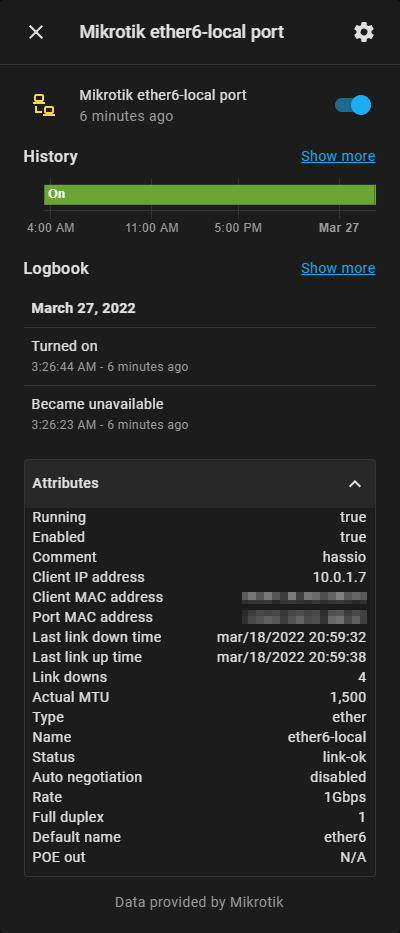 Mikrotik ether6-local port
Mikrotik ether6-local port
6 minutes ago
History
Show more
On
4:00 AM 11:00 AM 5:00 PM Mar 27
Logbook
Show more
March 27, 2022
Turned on
3:26:44 AM - 6 minutes ago
Became unavailable
3:26:23 AM - 6 minutes ago
Attributes
Running true
Enabled true
Comment hassio
Client IP address 10.0.1.7
Client MAC address
Port MAC address
Last link down time mar/18/2022 20:59:32
Last link up time mar/18/2022 20:59:38
Link downs 4
Actual MTU 1,500
Type ether
Name ether6-local
Status link-ok
Auto negotiation disabled
Rate 1Gbps
Full duplex 1
Default name ether6
POE out N/A
Data provided by Mikrotik